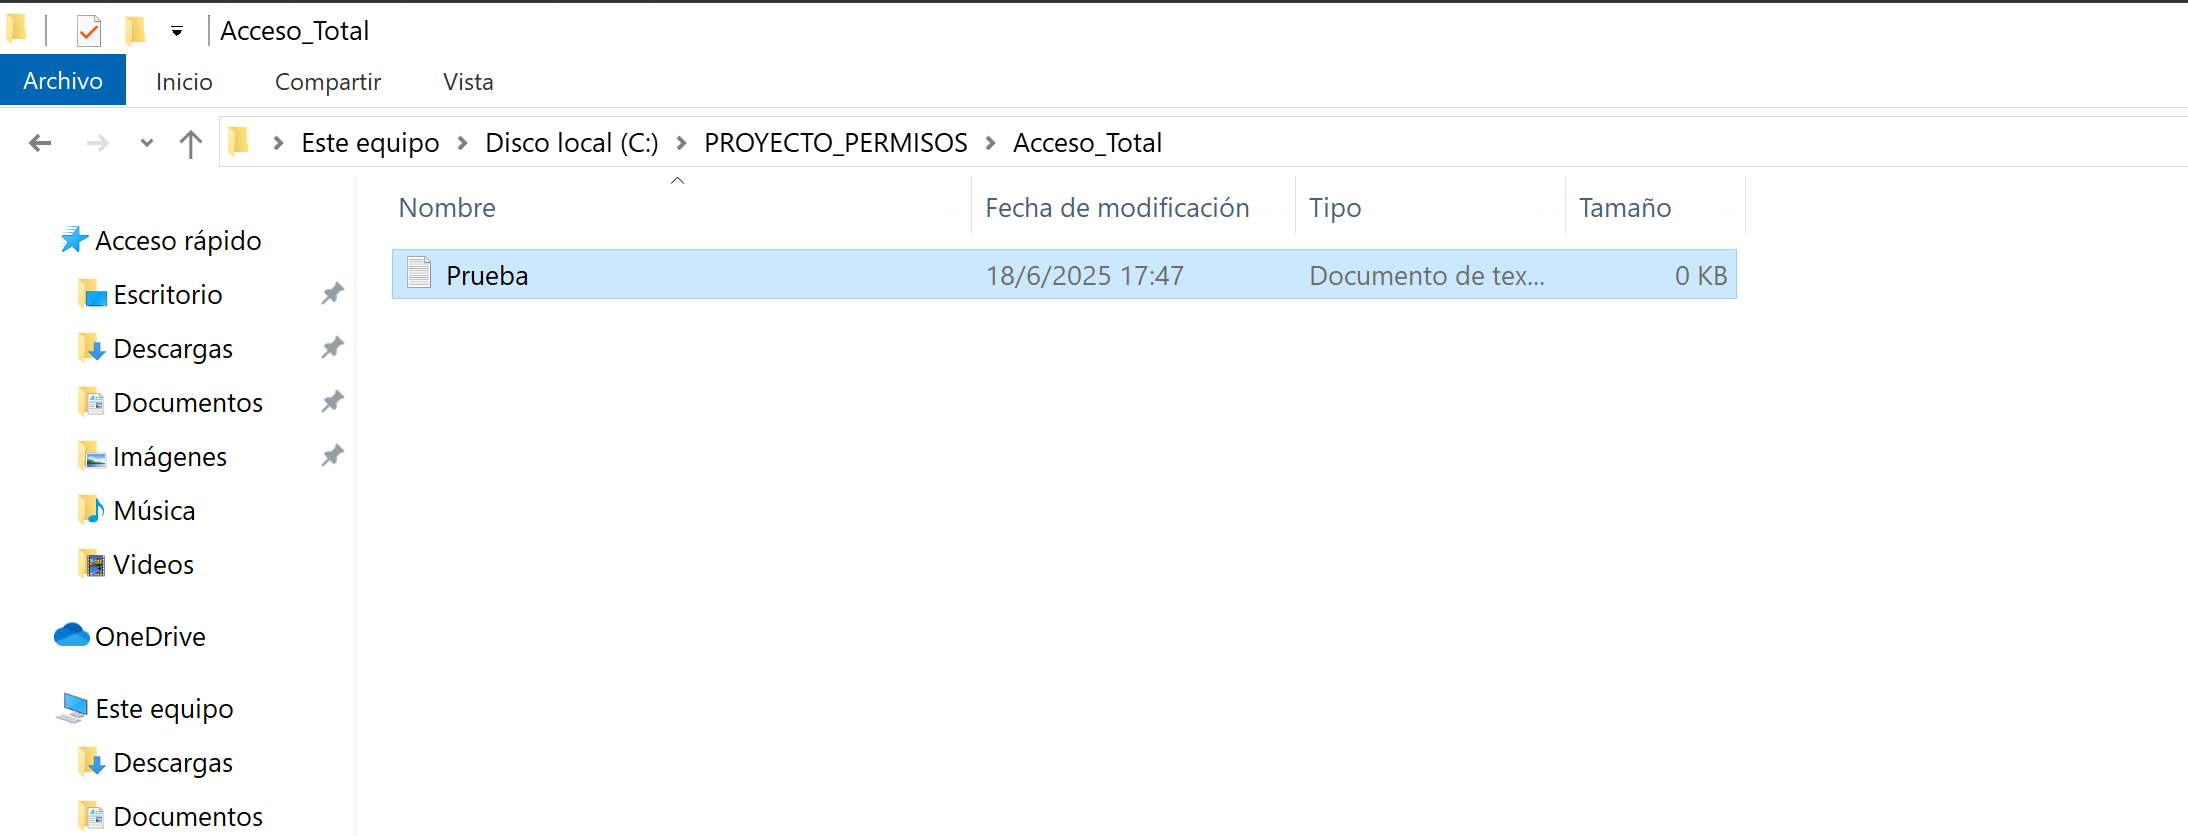 Acceso_Total
Archivo Inicio Compartir Vista
Este equipo Disco local (C:) PROYECTO_PERMISOS Acceso_Total
Nombre Fecha de modificación Tipo Tamaño
Prueba 18/6/2025 17:47 Documento de tex... 0 KB
Acceso rápido
Escritorio
Descargas
Documentos
Imágenes
Música
Videos
OneDrive
Este equipo
Descargas
Documentos